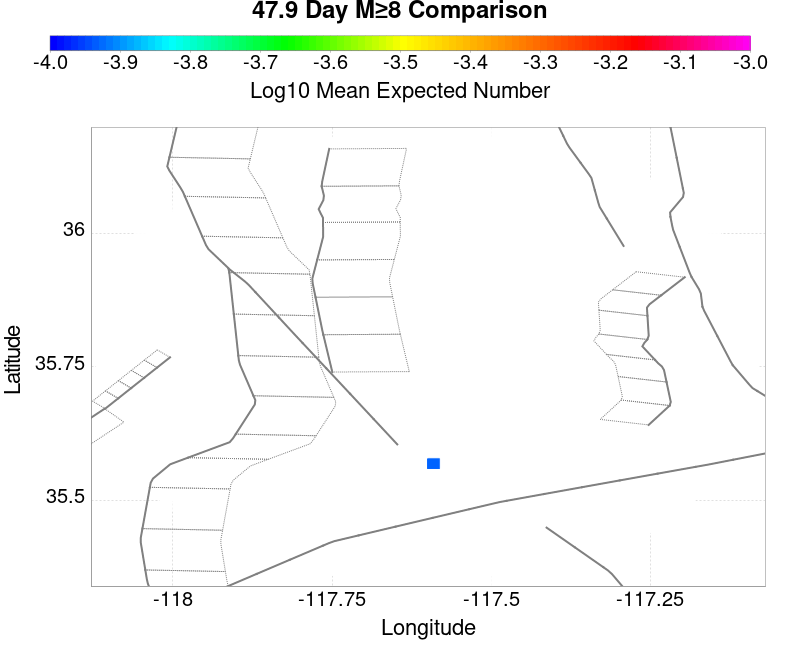 47.9 Day M≥8 Comparison
-4.0 -3.9 -3.8 -3.7 -3.6 -3.5 -3.4 -3.3 -3.2 -3.1 -3.0
Log10 Mean Expected Number
36
35.75
35.5
Latitude
-118 -117.75 -117.5 -117.25
Longitude